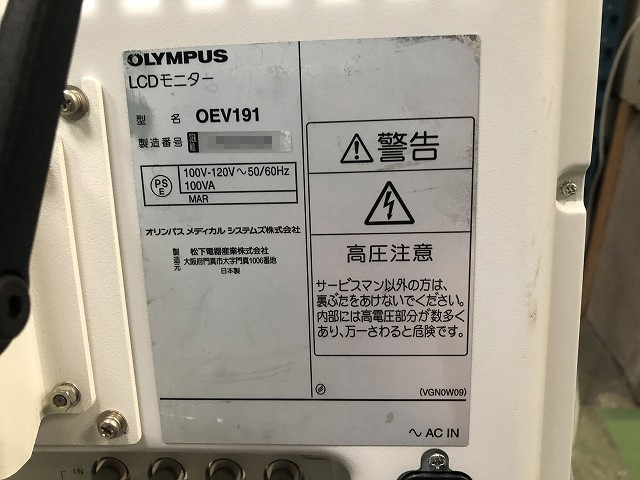 OLYMPUS
LCDモニター
型 名 OEV191
製造番号
PS
E
100V-120V～50/60Hz
100VA
MAR
オリンパス メディカル システムズ株式会社
製造元
松下電器産業株式会社
大阪府門真市大字門真1006番地
日本製
警告
高圧注意
サービスマン以外の方は、
裏ぶたをあけないでください。
内部には高電圧部分が数多く
あり、万一さわると危険です。
(VGN0W09)
～ AC IN
IN